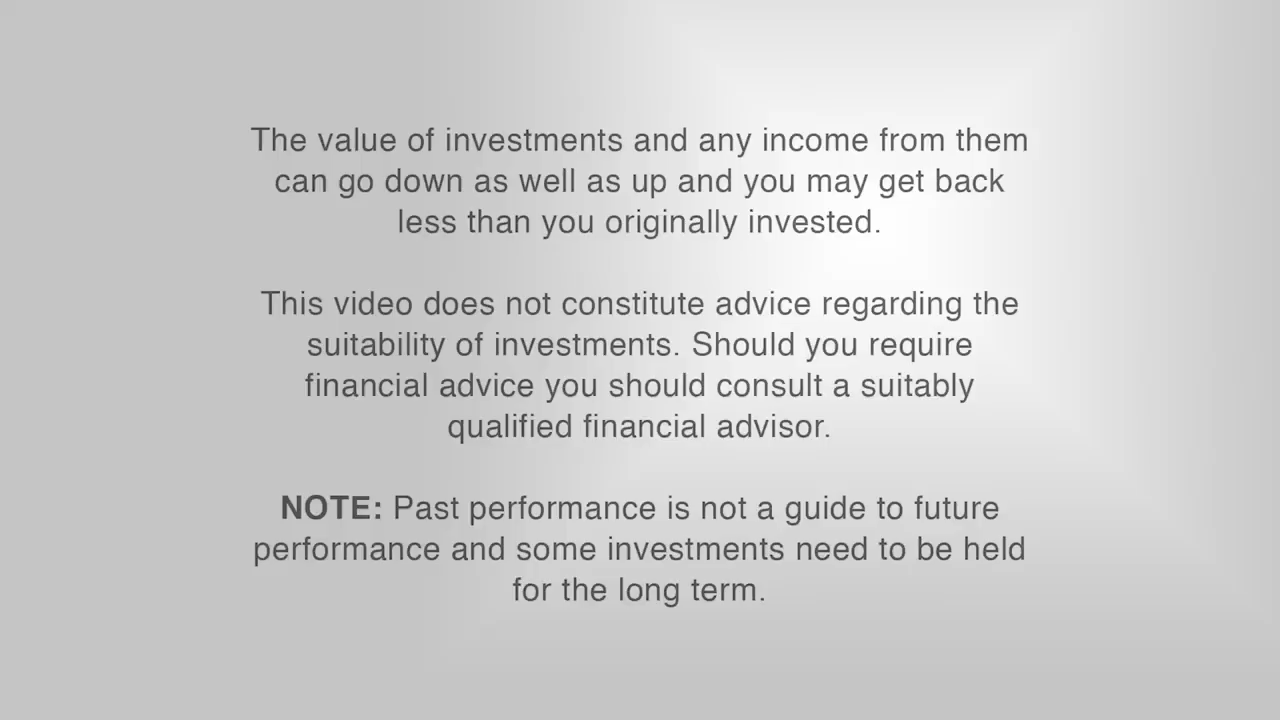 The value of investments and any income from them
can go down as well as up and you may get back
less than you originally invested.
This video does not constitute advice regarding the
suitability of investments. Should you require
financial advice you should consult a suitably
qualified financial advisor.
NOTE: Past performance is not a guide to future
performance and some investments need to be held
for the long term.